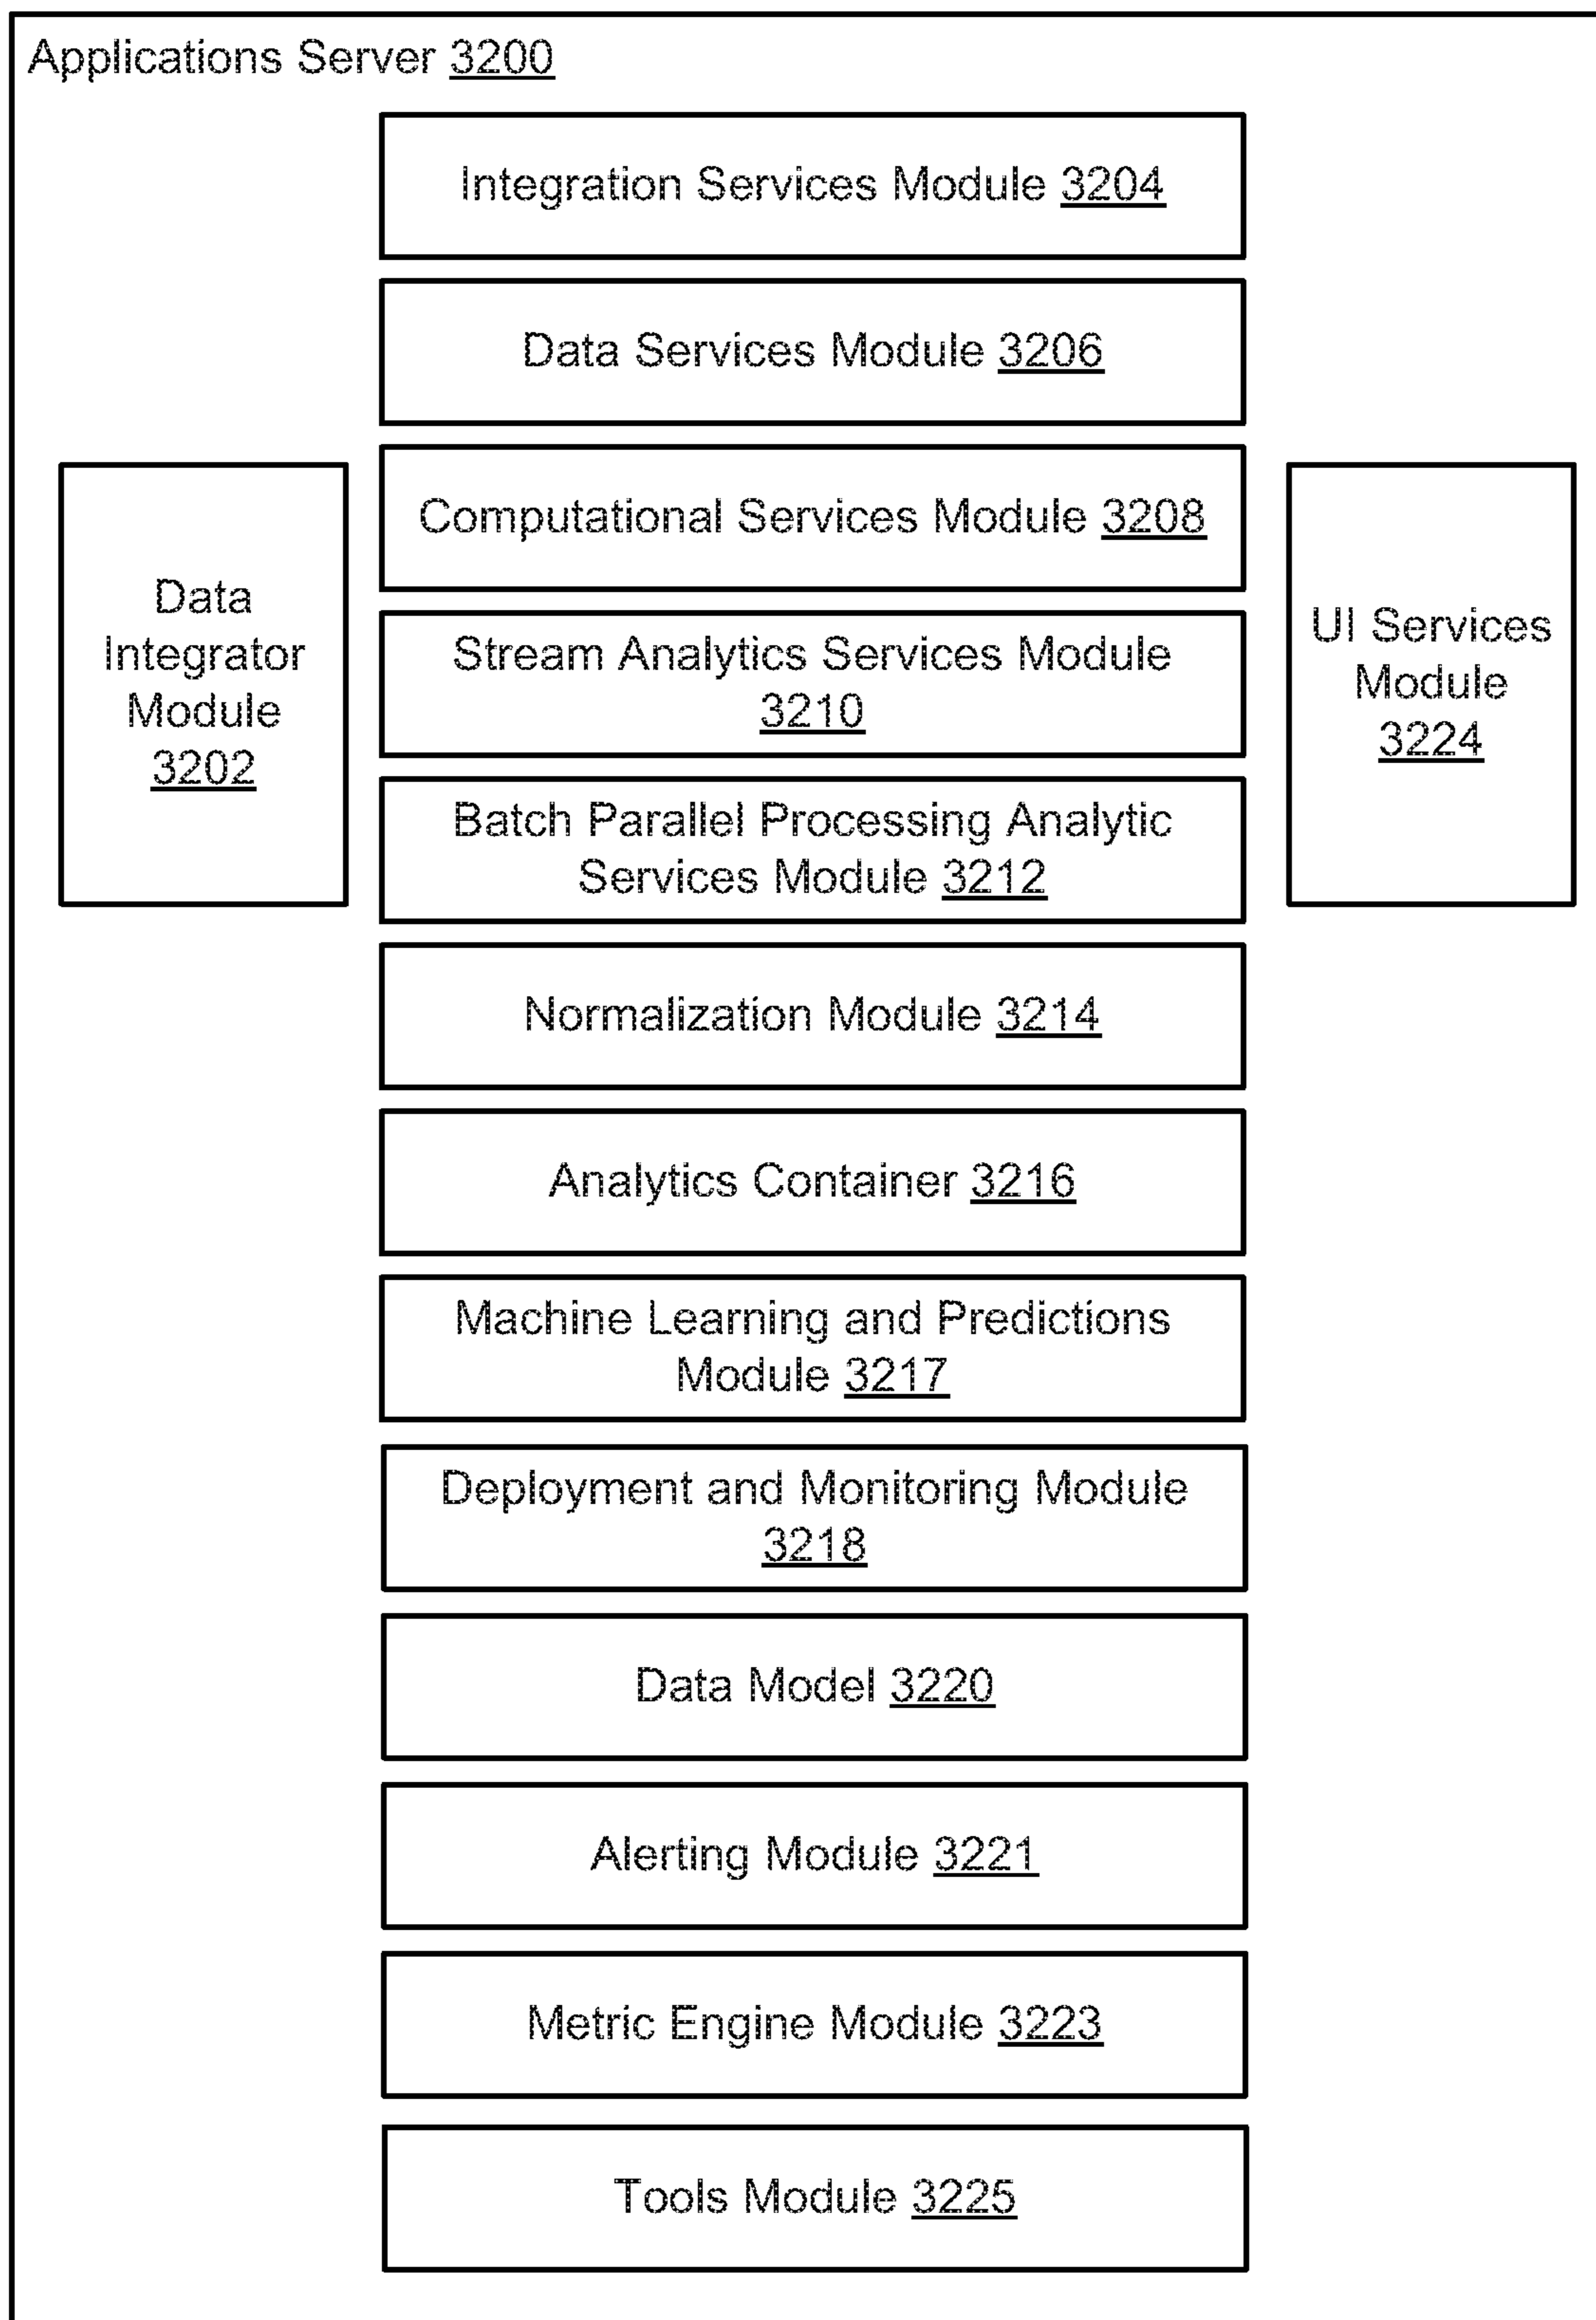 Applications Server 3200
Integration Services Module 3204
Data Services Module 3206
Computational Services Module 3208
Data
Integrator
Module
3202
Stream Analytics Services Module
3210
UI Services
Module
3224
Batch Parallel Processing Analytic
Services Module 3212
Normalization Module 3214
Analytics Container 3216
Machine Learning and Predictions
Module 3217
Deployment and Monitoring Module
3218
Data Model 3220
Alerting Module 3221
Metric Engine Module 3223
Tools Module 3225